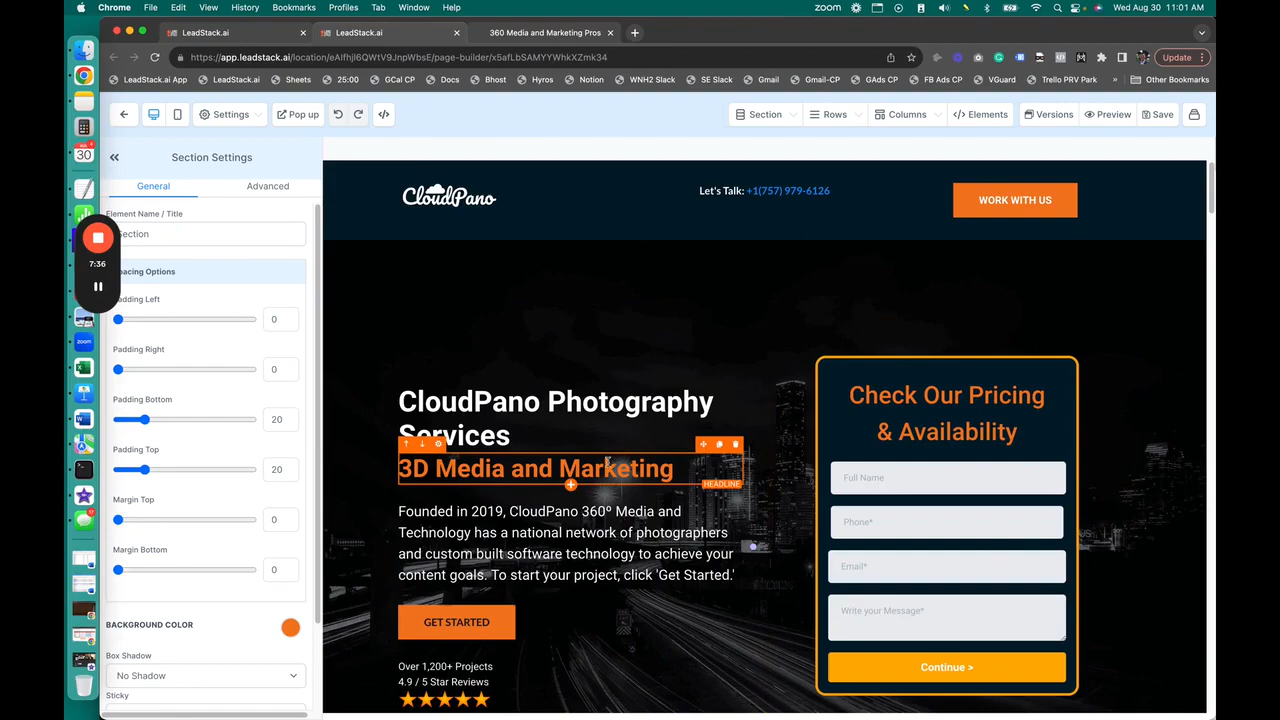 Chrome File Edit View History Bookmarks Profiles Tab Window Help
zoom Wed Aug 30 11:01 AM
LeadStack.ai
LeadStack.ai
360 Media and Marketing Pros
https://app.leadstack.ai/location/eAIfhjI6QWtV9JnpWbsE/page-builder/x5afLbSAMYYWhkXZmk34
Update
LeadStack.ai App LeadStack.ai Sheets 25:00 GCal CP Docs Bhost Hyros Notion WNH2 Slack SE Slack Gmail Gmail-CP GAds CP FB Ads CP VGuard Trello PRV Park » Other Bookmarks
Settings Pop up Section Rows Columns Elements Versions Preview Save
Section Settings
General Advanced
Element Name / Title
Section
7:36
acing Options
adding Left
0
Padding Right
0
Padding Bottom
20
Padding Top
20
Margin Top
0
Margin Bottom
0
BACKGROUND COLOR
Box Shadow
No Shadow
Sticky
CloudPano
Let's Talk: +1(757) 979-6126
WORK WITH US
CloudPano Photography
Services
3D Media and Marketing
HEADLINE
Founded in 2019, CloudPano 360º Media and
Technology has a national network of photographers
and custom built software technology to achieve your
content goals. To start your project, click 'Get Started.'
GET STARTED
Over 1,200+ Projects
4.9 / 5 Star Reviews
Check Our Pricing
& Availability
Full Name
Phone*
Email*
Write your Message*
Continue >